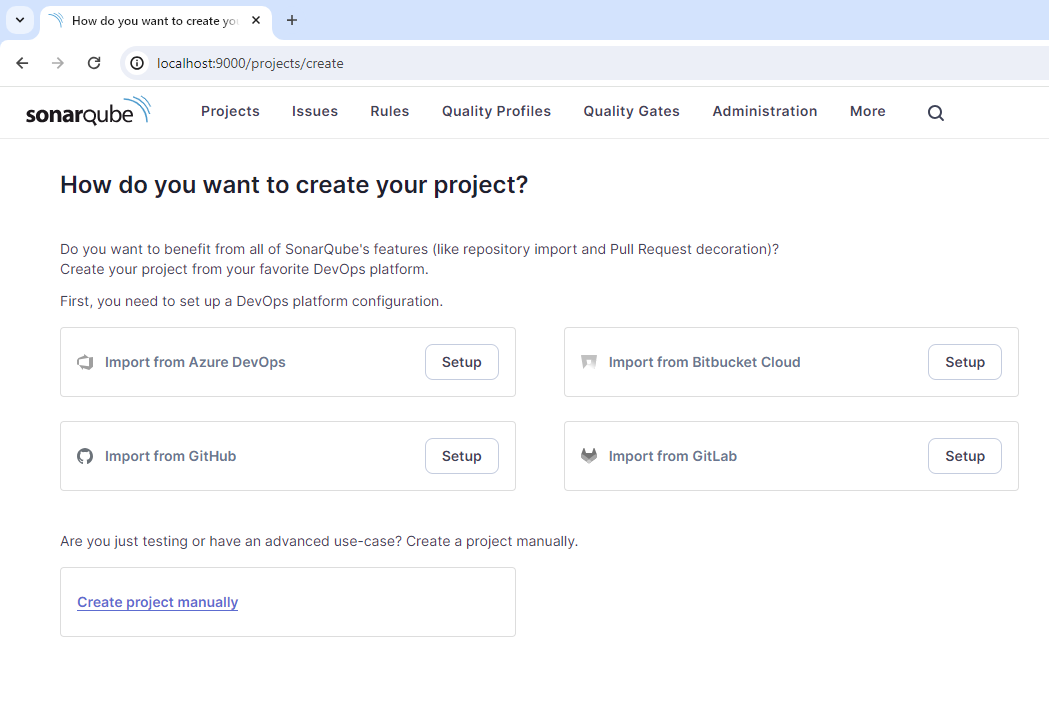 How do you want to create yo
localhost:9000/projects/create
sonarqube Projects Issues Rules Quality Profiles Quality Gates Administration More
How do you want to create your project?
Do you want to benefit from all of SonarQube's features (like repository import and Pull Request decoration)?
Create your project from your favorite DevOps platform.
First, you need to set up a DevOps platform configuration.
Import from Azure DevOps Setup
Import from Bitbucket Cloud Setup
Import from GitHub Setup
Import from GitLab Setup
Are you just testing or have an advanced use-case? Create a project manually.
Create project manually